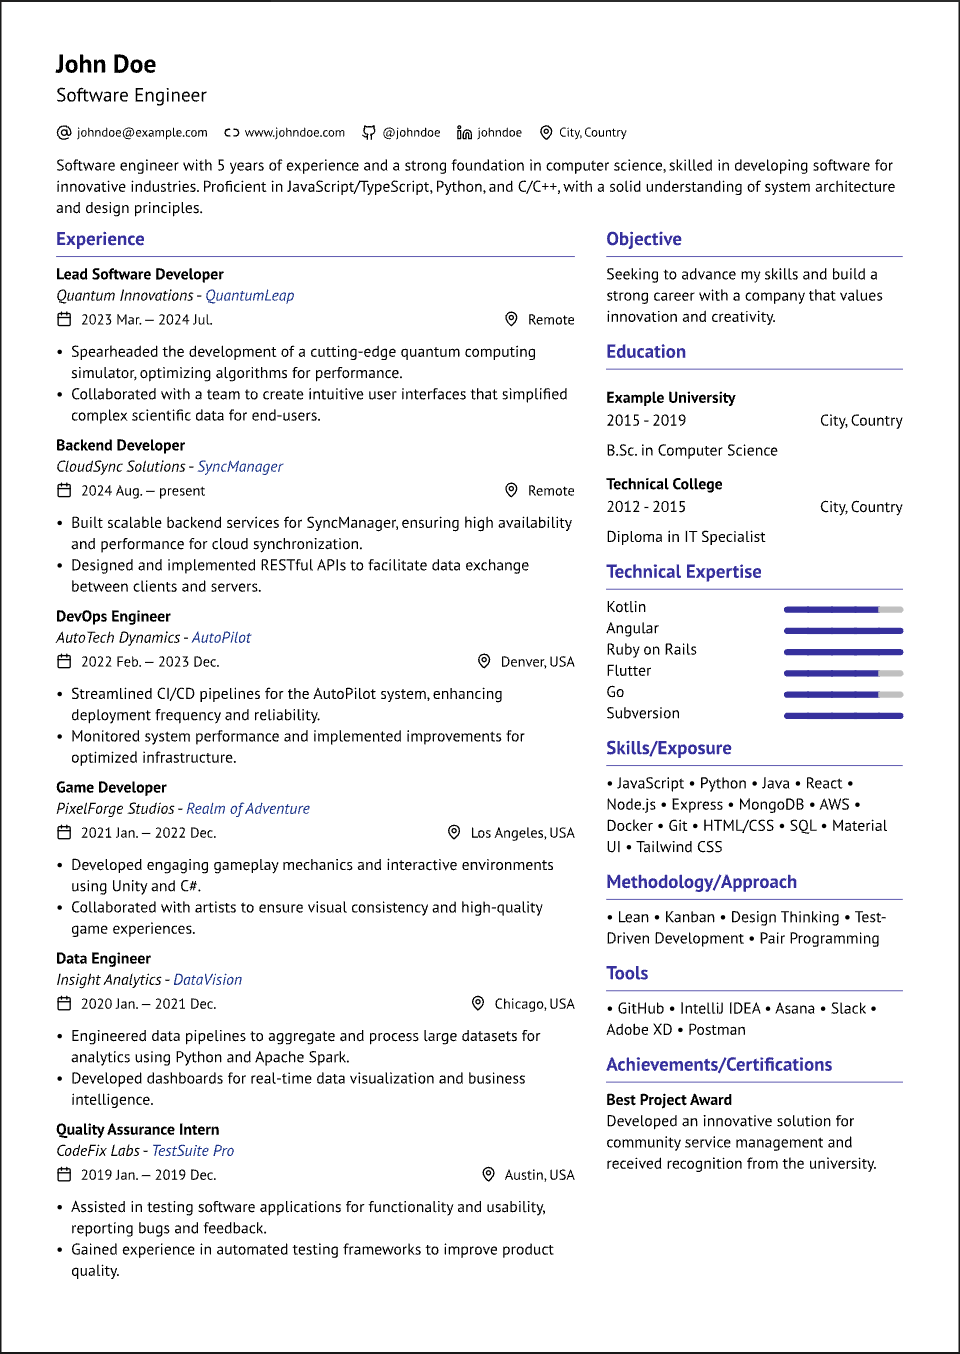 John Doe
Software Engineer
johndoe@example.com www.johndoe.com @johndoe johndoe City, Country
Software engineer with 5 years of experience and a strong foundation in computer science, skilled in developing software for
innovative industries. Proficient in JavaScript/TypeScript, Python, and C/C++, with a solid understanding of system architecture
and design principles.
Experience
Lead Software Developer
Quantum Innovations - QuantumLeap
2023 Mar. — 2024 Jul. Remote
• Spearheaded the development of a cutting-edge quantum computing
simulator, optimizing algorithms for performance.
• Collaborated with a team to create intuitive user interfaces that simplified
complex scientific data for end-users.
Backend Developer
CloudSync Solutions - SyncManager
2024 Aug. — present Remote
• Built scalable backend services for SyncManager, ensuring high availability
and performance for cloud synchronization.
• Designed and implemented RESTful APIs to facilitate data exchange
between clients and servers.
DevOps Engineer
AutoTech Dynamics - AutoPilot
2022 Feb. — 2023 Dec. Denver, USA
• Streamlined CI/CD pipelines for the AutoPilot system, enhancing
deployment frequency and reliability.
• Monitored system performance and implemented improvements for
optimized infrastructure.
Game Developer
PixelForge Studios - Realm of Adventure
2021 Jan. — 2022 Dec. Los Angeles, USA
• Developed engaging gameplay mechanics and interactive environments
using Unity and C#.
• Collaborated with artists to ensure visual consistency and high-quality
game experiences.
Data Engineer
Insight Analytics - DataVision
2020 Jan. — 2021 Dec. Chicago, USA
• Engineered data pipelines to aggregate and process large datasets for
analytics using Python and Apache Spark.
• Developed dashboards for real-time data visualization and business
intelligence.
Quality Assurance Intern
CodeFix Labs - TestSuite Pro
2019 Jan. — 2019 Dec. Austin, USA
• Assisted in testing software applications for functionality and usability,
reporting bugs and feedback.
• Gained experience in automated testing frameworks to improve product
quality.
Objective
Seeking to advance my skills and build a
strong career with a company that values
innovation and creativity.
Education
Example University
2015 - 2019 City, Country
B.Sc. in Computer Science
Technical College
2012 - 2015 City, Country
Diploma in IT Specialist
Technical Expertise
Kotlin
Angular
Ruby on Rails
Flutter
Go
Subversion
Skills/Exposure
• JavaScript • Python • Java • React •
Node.js • Express • MongoDB • AWS •
Docker • Git • HTML/CSS • SQL • Material
UI • Tailwind CSS
Methodology/Approach
• Lean • Kanban • Design Thinking • Test-
Driven Development • Pair Programming
Tools
• GitHub • IntelliJ IDEA • Asana • Slack •
Adobe XD • Postman
Achievements/Certifications
Best Project Award
Developed an innovative solution for
community service management and
received recognition from the university.